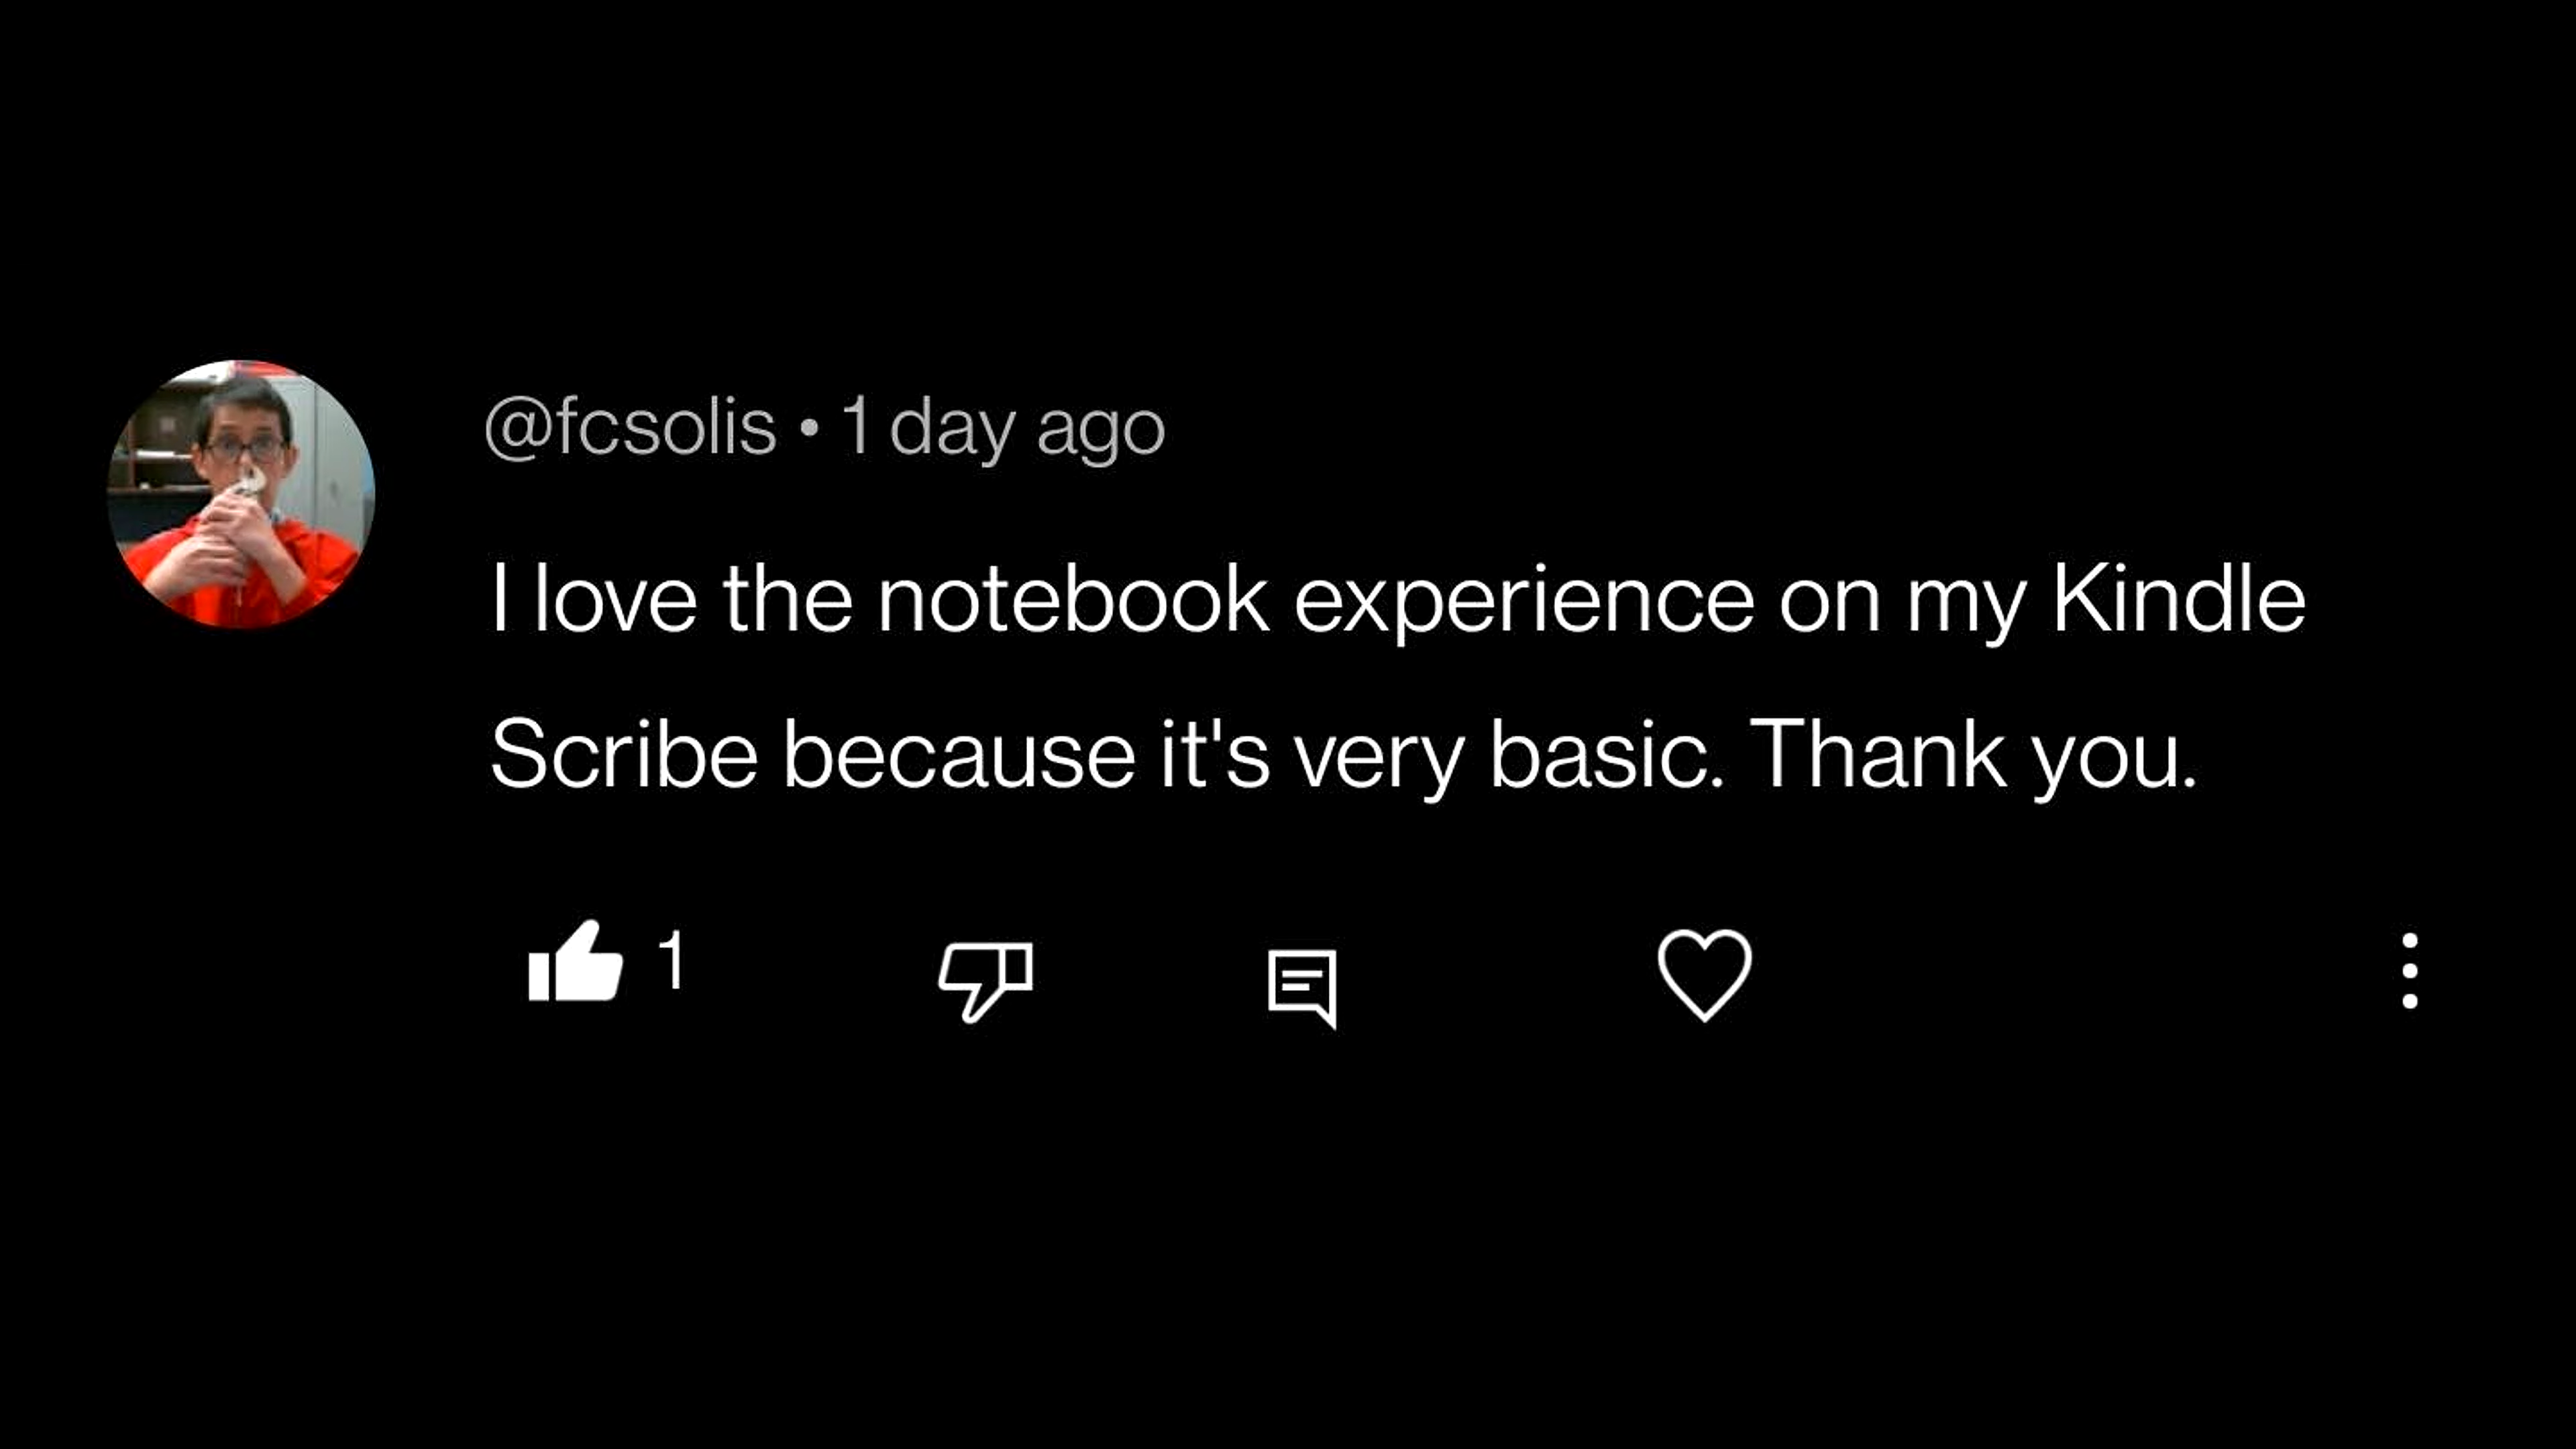 @fcsolis • 1 day ago
I love the notebook experience on my Kindle
Scribe because it's very basic. Thank you.
1